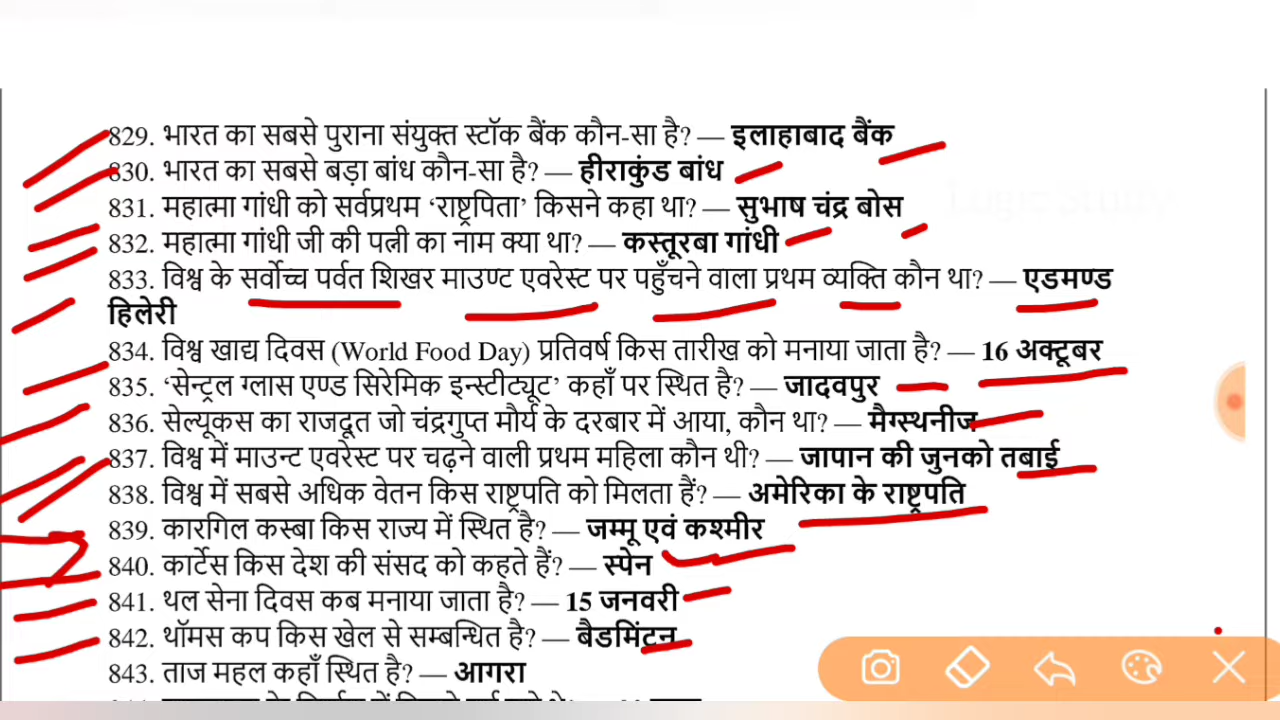 829. भारत का सबसे पुराना संयुक्त स्टॉक बैंक कौन-सा है? — इलाहाबाद बैंक
830. भारत का सबसे बड़ा बांध कौन-सा है? — हीराकुंड बांध
831. महात्मा गांधी को सर्वप्रथम ‘राष्ट्रपिता’ किसने कहा था? — सुभाष चंद्र बोस
832. महात्मा गांधी जी की पत्नी का नाम क्या था? — कस्तूरबा गांधी
833. विश्व के सर्वोच्च पर्वत शिखर माउण्ट एवरेस्ट पर पहुँचने वाला प्रथम व्यक्ति कौन था? — एडमण्ड
हिलेरी
834. विश्व खाद्य दिवस (World Food Day) प्रतिवर्ष किस तारीख को मनाया जाता है? — 16 अक्टूबर
835. ‘सेन्ट्रल ग्लास एण्ड सिरेमिक इन्स्टीट्यूट’ कहाँ पर स्थित है? — जादवपुर
836. सेल्यूकस का राजदूत जो चंद्रगुप्त मौर्य के दरबार में आया, कौन था? — मैग्स्थनीज
837. विश्व में माउन्ट एवरेस्ट पर चढ़ने वाली प्रथम महिला कौन थी? — जापान की जुनको तबाई
838. विश्व में सबसे अधिक वेतन किस राष्ट्रपति को मिलता हैं? — अमेरिका के राष्ट्रपति
839. कारगिल कस्बा किस राज्य में स्थित है? — जम्मू एवं कश्मीर
840. कार्टेस किस देश की संसद को कहते हैं? — स्पेन
841. थल सेना दिवस कब मनाया जाता है? — 15 जनवरी
842. थॉमस कप किस खेल से सम्बन्धित है? — बैडमिंटन
843. ताज महल कहाँ स्थित है? — आगरा